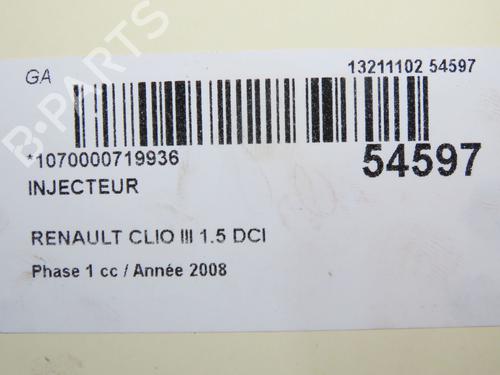 GA
13211102 54597
*1070000719936
54597
INJECTEUR
RENAULT CLIO III 1.5 DCI
Phase 1 cc / Année 2008
B-PARTS